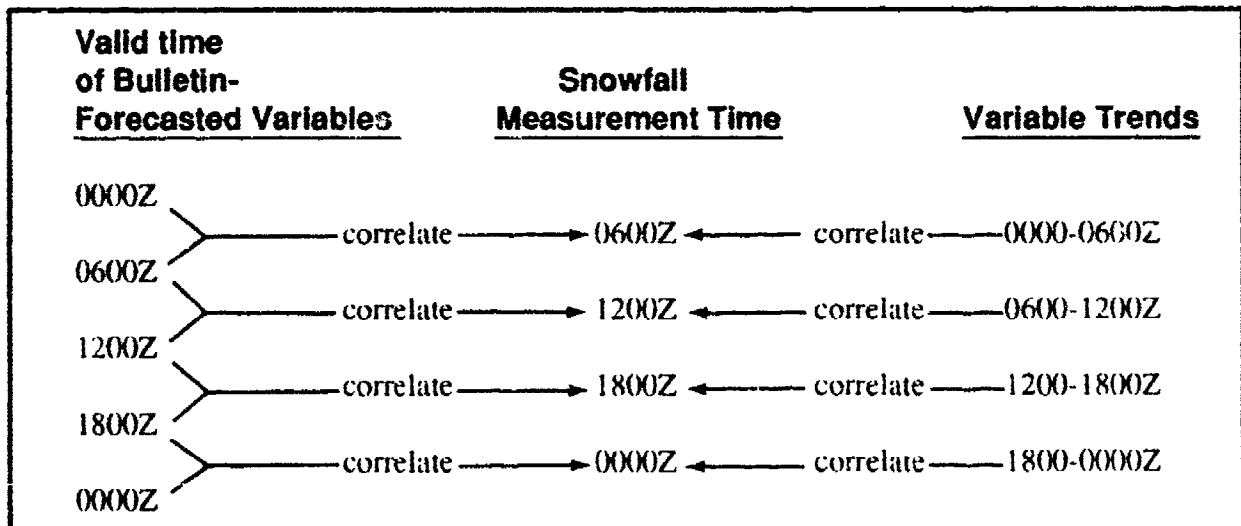 Valid time
of Bulletin-
Forecasted Variables
Snowfall
Measurement Time
Variable Trends
0000Z
correlate 0600Z correlate 0000-0600Z
0600Z
correlate 1200Z correlate 0600-1200Z
1200Z
correlate 1800Z correlate 1200-1800Z
1800Z
correlate 0000Z correlate 1800-0000Z
0000Z